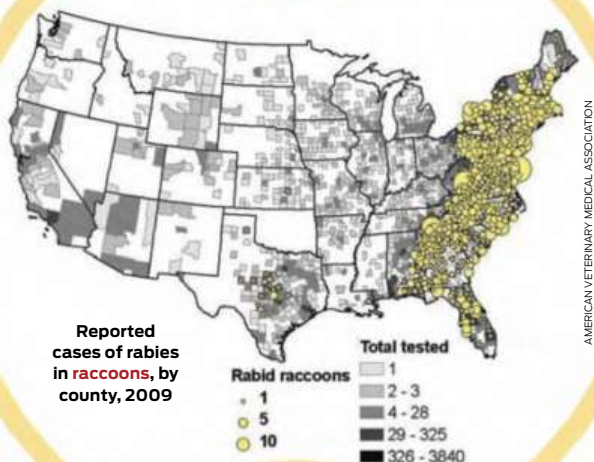 Reported
cases of rabies
in raccoons, by
county, 2009
Rabid raccoons
1
5
10
Total tested
1
2 - 3
4 - 28
29 - 325
326 - 3840
AMERICAN VETERINARY MEDICAL ASSOCIATION